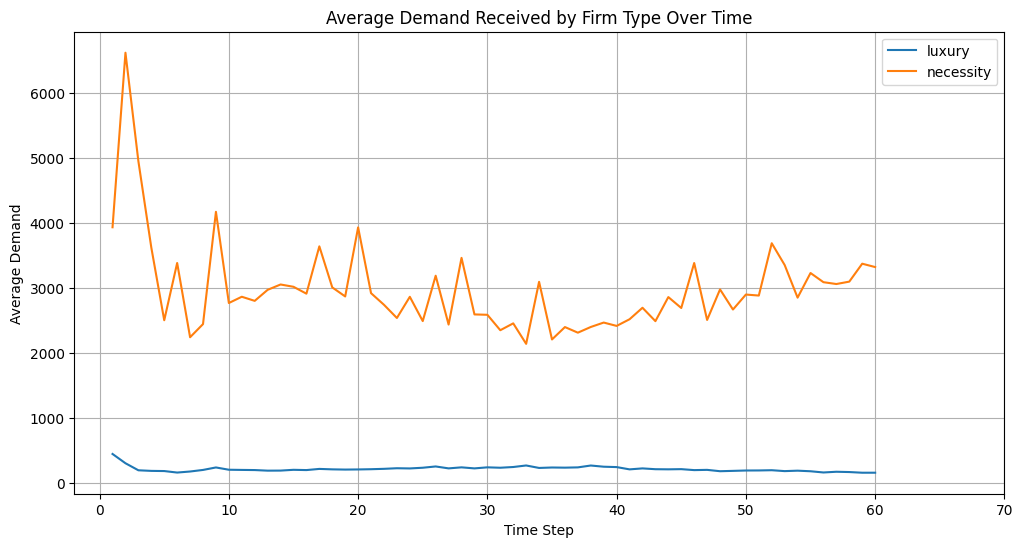 Average Demand Received by Firm Type Over Time
luxury
necessity
Average Demand
6000
5000
4000
3000
2000
1000
0
0 10 20 30 40 50 60 70
Time Step